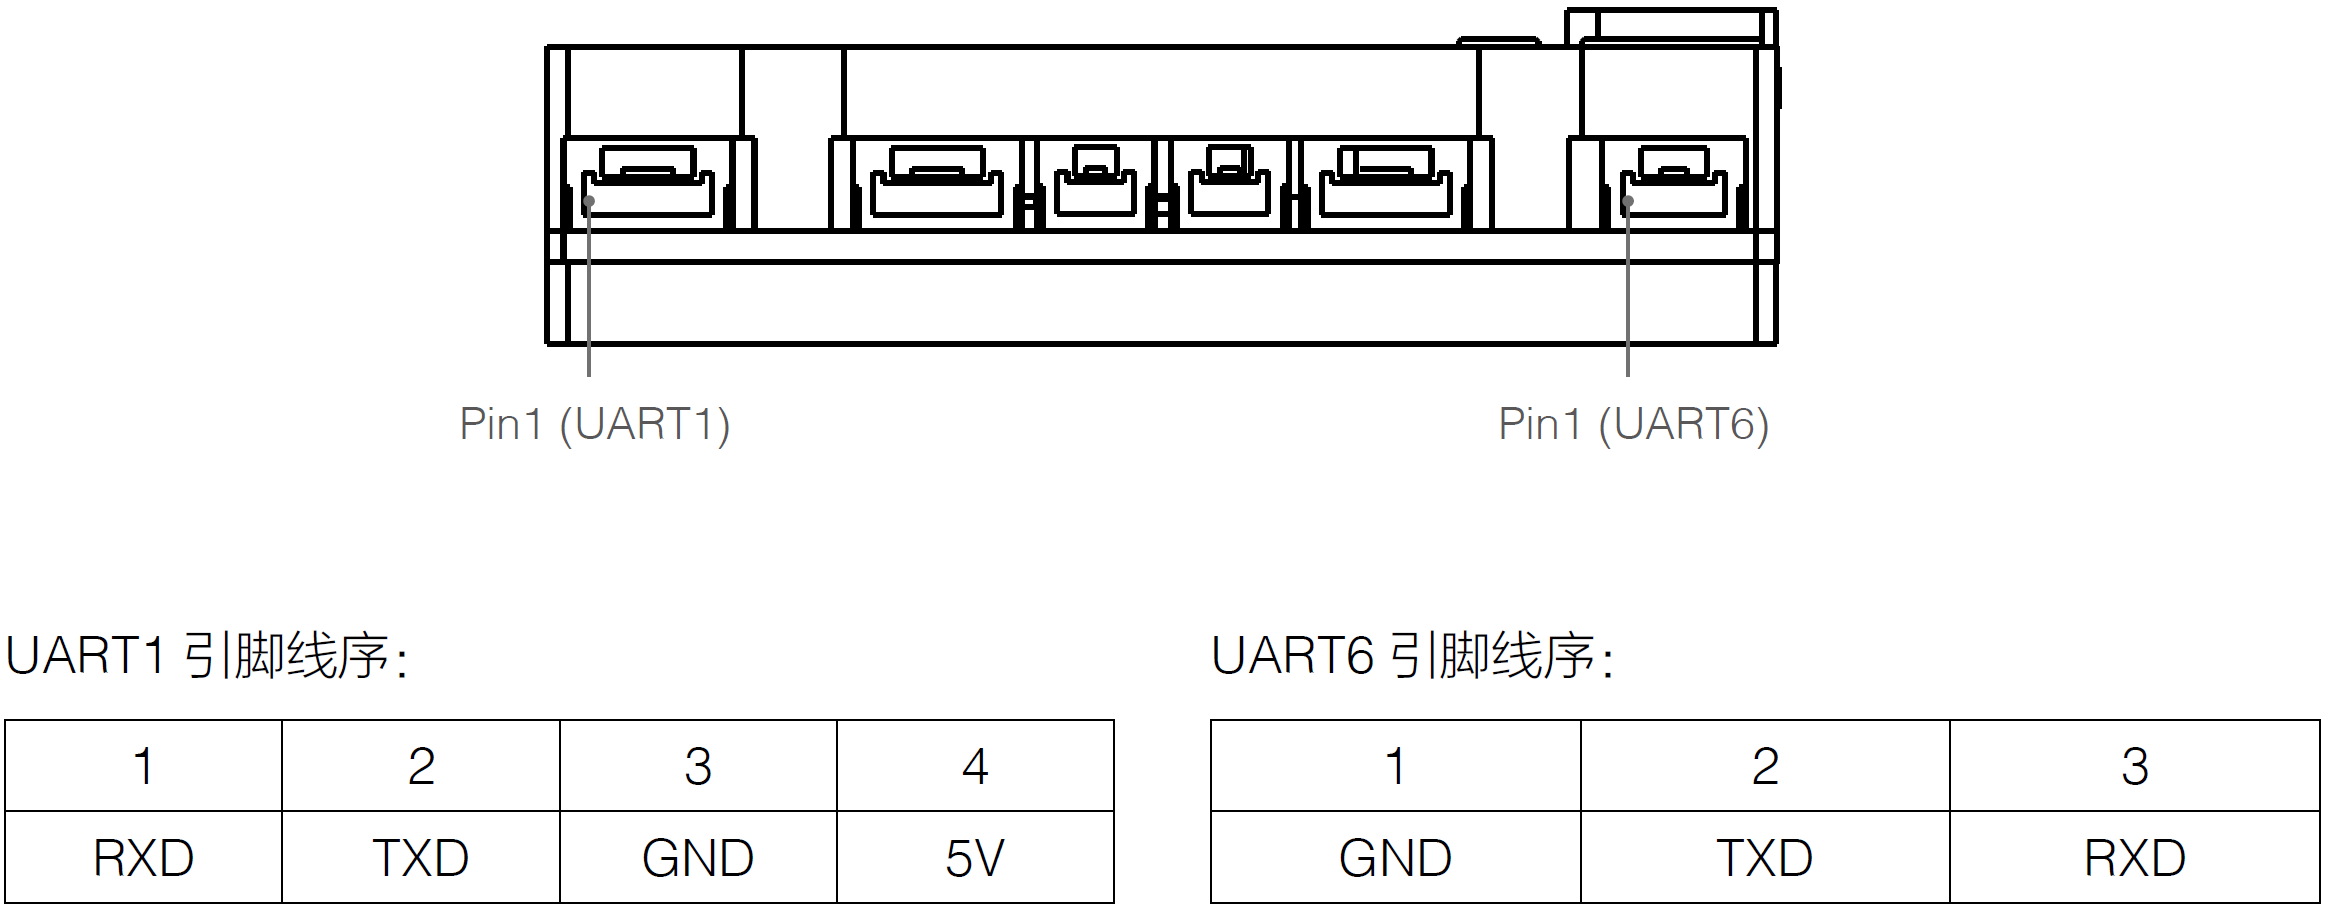 Pin1 (UART1)
Pin1 (UART6)
UART1 引脚线序：
1 2 3 4
RXD TXD GND 5V
UART6 引脚线序：
1 2 3
GND TXD RXD